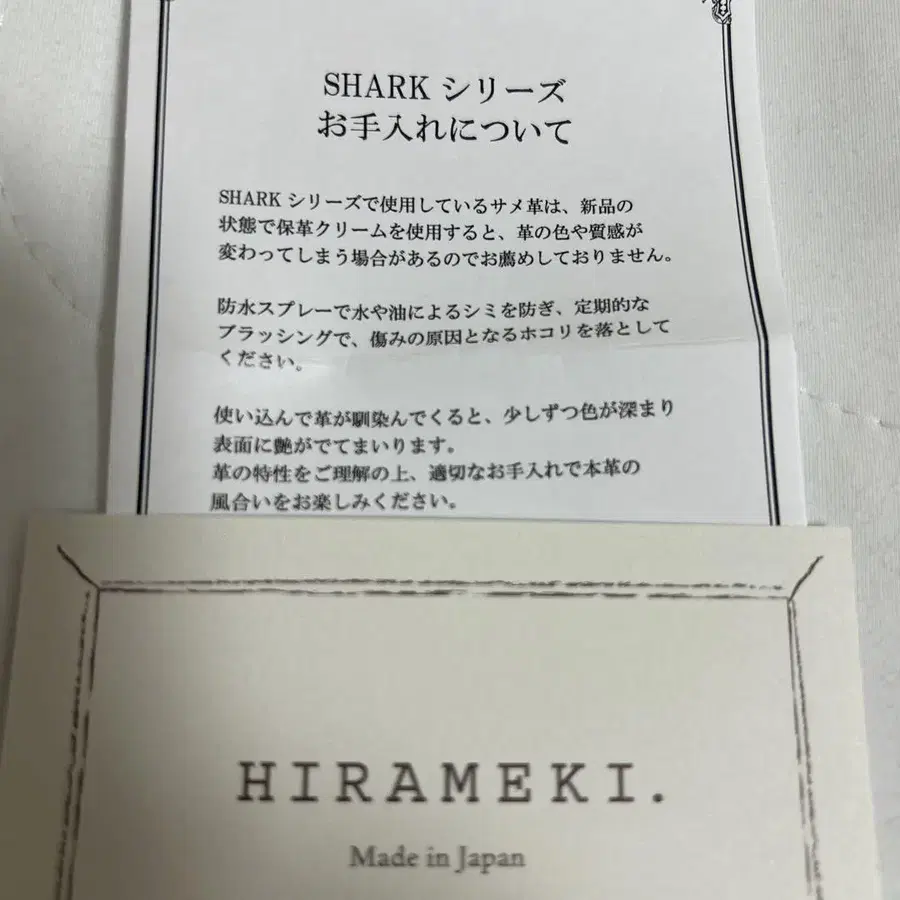 SHARK シリーズ
お手入れについて
SHARK シリーズで使用しているサメ革は、新品の
状態で保革クリームを使用すると、革の色や質感が
変わってしまう場合があるのでお薦めしておりません。
防水スプレーで水や油によるシミを防ぎ、定期的な
ブラッシングで、傷みの原因となるホコリを落として
ください。
使い込んで革が馴染んでくると、少しずつ色が深まり
表面に艶がでてまいります。
革の特性をご理解の上、適切なお手入れで本革の
風合いをお楽しみください。
HIRAMEKI.
Made in Japan